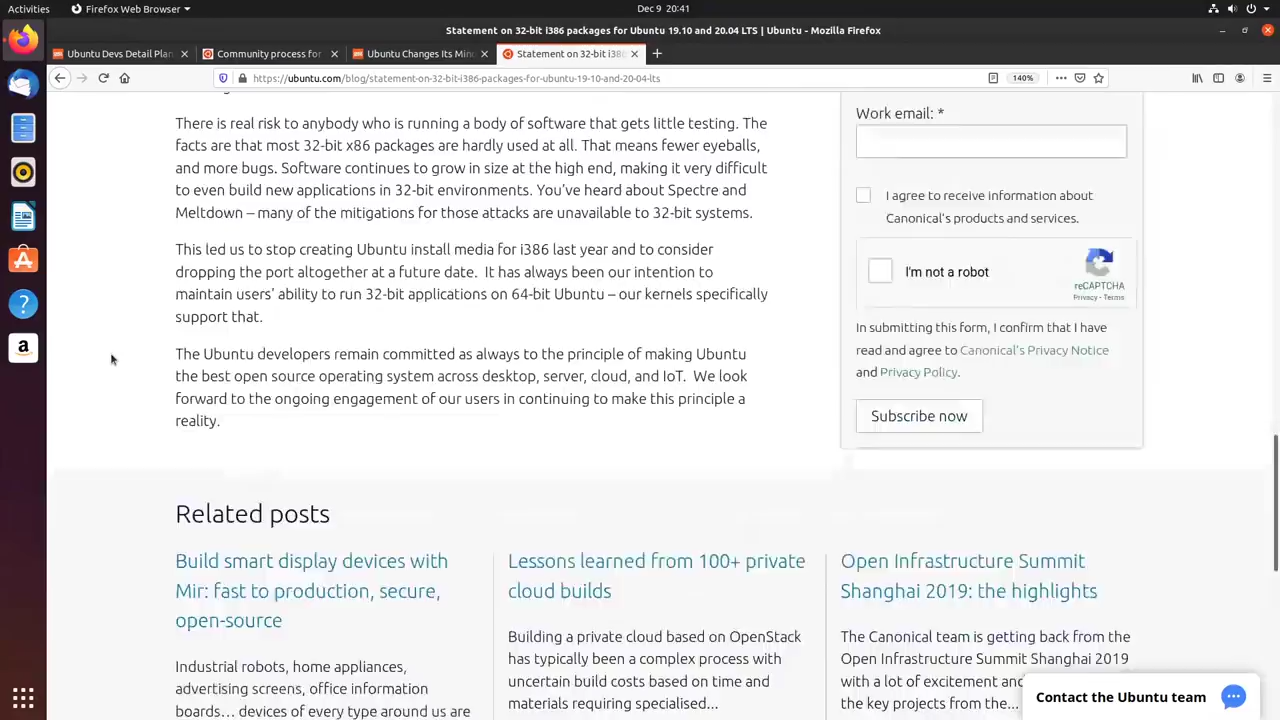 Activities
Firefox Web Browser
Dec 9 20:41
Statement on 32-bit i386 packages for Ubuntu 19.10 and 20.04 LTS | Ubuntu - Mozilla Firefox
Ubuntu Devs Detail Plan
Community process for
Ubuntu Changes Its Min
Statement on 32-bit i386
https://ubuntu.com/blog/statement-on-32-bit-i386-packages-for-ubuntu-19-10-and-20-04-lts
140%
There is real risk to anybody who is running a body of software that gets little testing. The
facts are that most 32-bit x86 packages are hardly used at all. That means fewer eyeballs,
and more bugs. Software continues to grow in size at the high end, making it very difficult
to even build new applications in 32-bit environments. You've heard about Spectre and
Meltdown – many of the mitigations for those attacks are unavailable to 32-bit systems.
This led us to stop creating Ubuntu install media for i386 last year and to consider
dropping the port altogether at a future date. It has always been our intention to
maintain users' ability to run 32-bit applications on 64-bit Ubuntu – our kernels specifically
support that.
The Ubuntu developers remain committed as always to the principle of making Ubuntu
the best open source operating system across desktop, server, cloud, and IoT. We look
forward to the ongoing engagement of our users in continuing to make this principle a
reality.
Work email: *
I agree to receive information about
Canonical's products and services.
I'm not a robot
reCAPTCHA
Privacy - Terms
In submitting this form, I confirm that I have
read and agree to Canonical's Privacy Notice
and Privacy Policy.
Subscribe now
Related posts
Build smart display devices with
Mir: fast to production, secure,
open-source
Industrial robots, home appliances,
advertising screens, office information
boards… devices of every type around us are
Lessons learned from 100+ private
cloud builds
Building a private cloud based on OpenStack
has typically been a complex process with
uncertain build costs based on time and
materials requiring specialised...
Open Infrastructure Summit
Shanghai 2019: the highlights
The Canonical team is getting back from the
Open Infrastructure Summit Shanghai 2019
with a lot of excitement
the key projects from the...
Contact the Ubuntu team